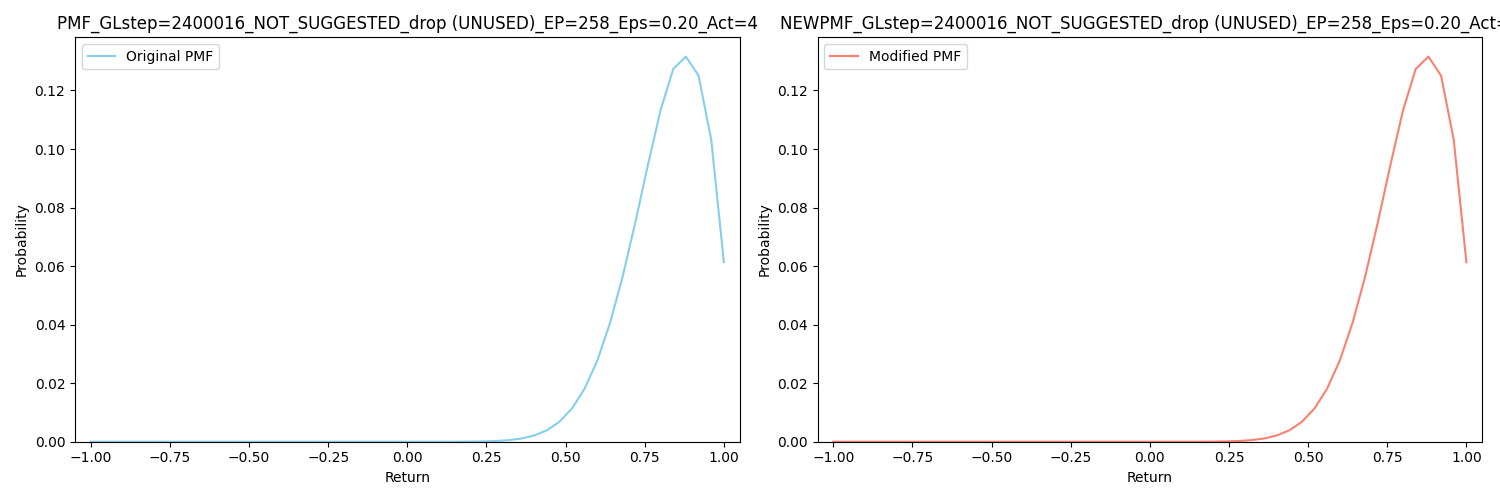 PMF_GLstep=2400016_NOT_SUGGESTED_drop (UNUSED)_EP=258_Eps=0.20_Act=4
Original PMF
Probability
0.12
0.10
0.08
0.06
0.04
0.02
0.00
−1.00 −0.75 −0.50 −0.25 0.00 0.25 0.50 0.75 1.00
Return
NEWPMF_GLstep=2400016_NOT_SUGGESTED_drop (UNUSED)_EP=258_Eps=0.20_Act=
Modified PMF
Probability
0.12
0.10
0.08
0.06
0.04
0.02
0.00
−1.00 −0.75 −0.50 −0.25 0.00 0.25 0.50 0.75 1.00
Return